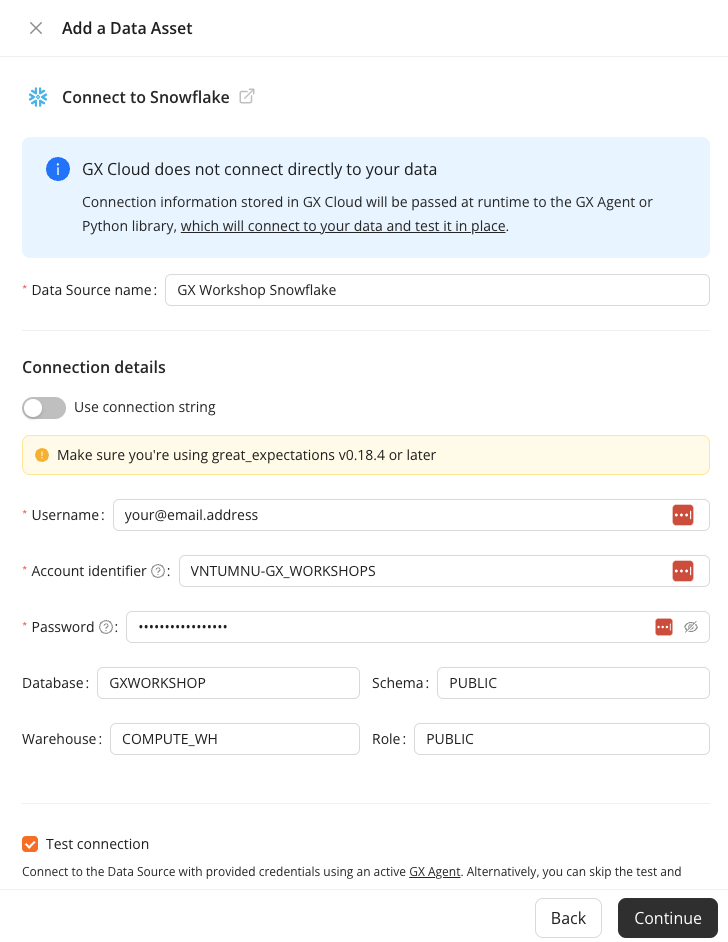 Add a Data Asset
Connect to Snowflake
GX Cloud does not connect directly to your data
Connection information stored in GX Cloud will be passed at runtime to the GX Agent or
Python library, which will connect to your data and test it in place.
* Data Source name: GX Workshop Snowflake
Connection details
Use connection string
Make sure you're using great_expectations v0.18.4 or later
* Username: your@email.address
* Account identifier ? : VNTUMNU-GX_WORKSHOPS
* Password ? : •••••••••••••••••
Database: GXWORKSHOP Schema: PUBLIC
Warehouse: COMPUTE_WH Role: PUBLIC
Test connection
Connect to the Data Source with provided credentials using an active GX Agent. Alternatively, you can skip the test and
Back Continue